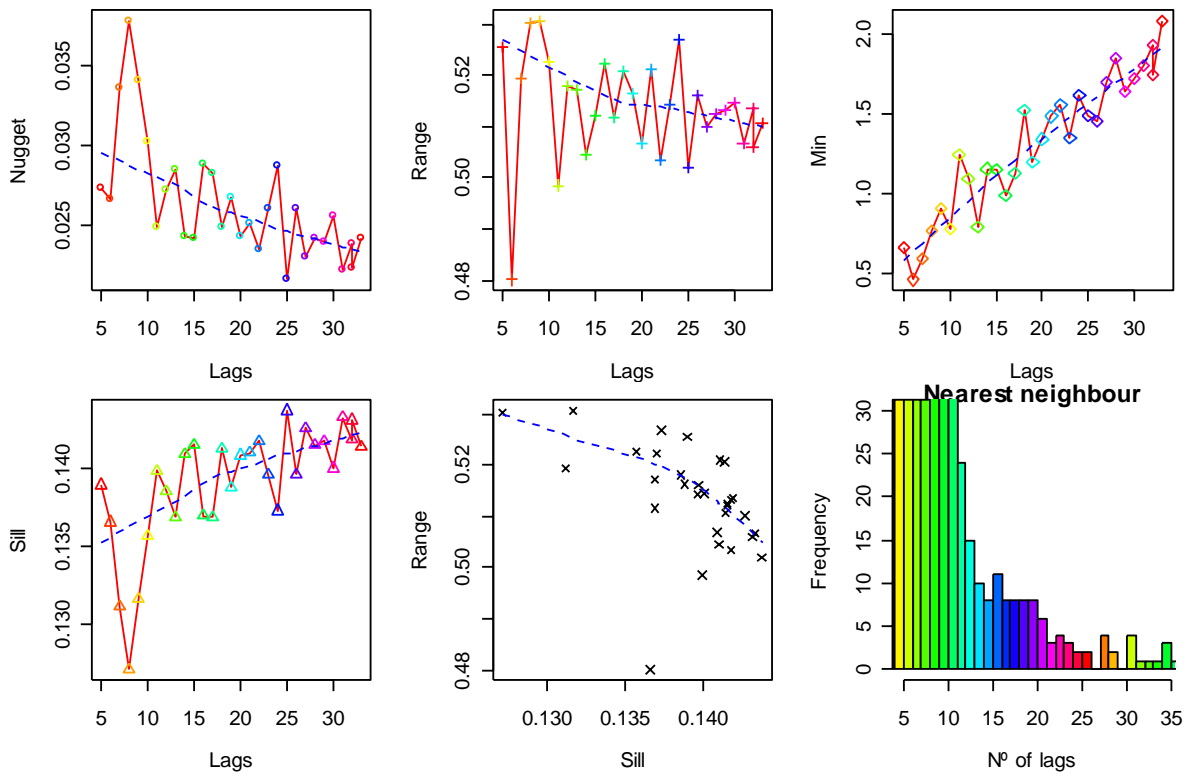 Nugget
0.025 0.030 0.035
5 10 15 20 25 30
Lags
Range
0.48 0.50 0.52
5 10 15 20 25 30
Lags
Min
0.5 1.0 1.5 2.0
5 10 15 20 25 30
Lags
Sill
0.130 0.135 0.140
5 10 15 20 25 30
Lags
Range
0.48 0.50 0.52
0.130 0.135 0.140
Sill
Nearest neighbour
Frequency
0 5 10 20 30
5 10 15 20 25 30 35
Nº of lags